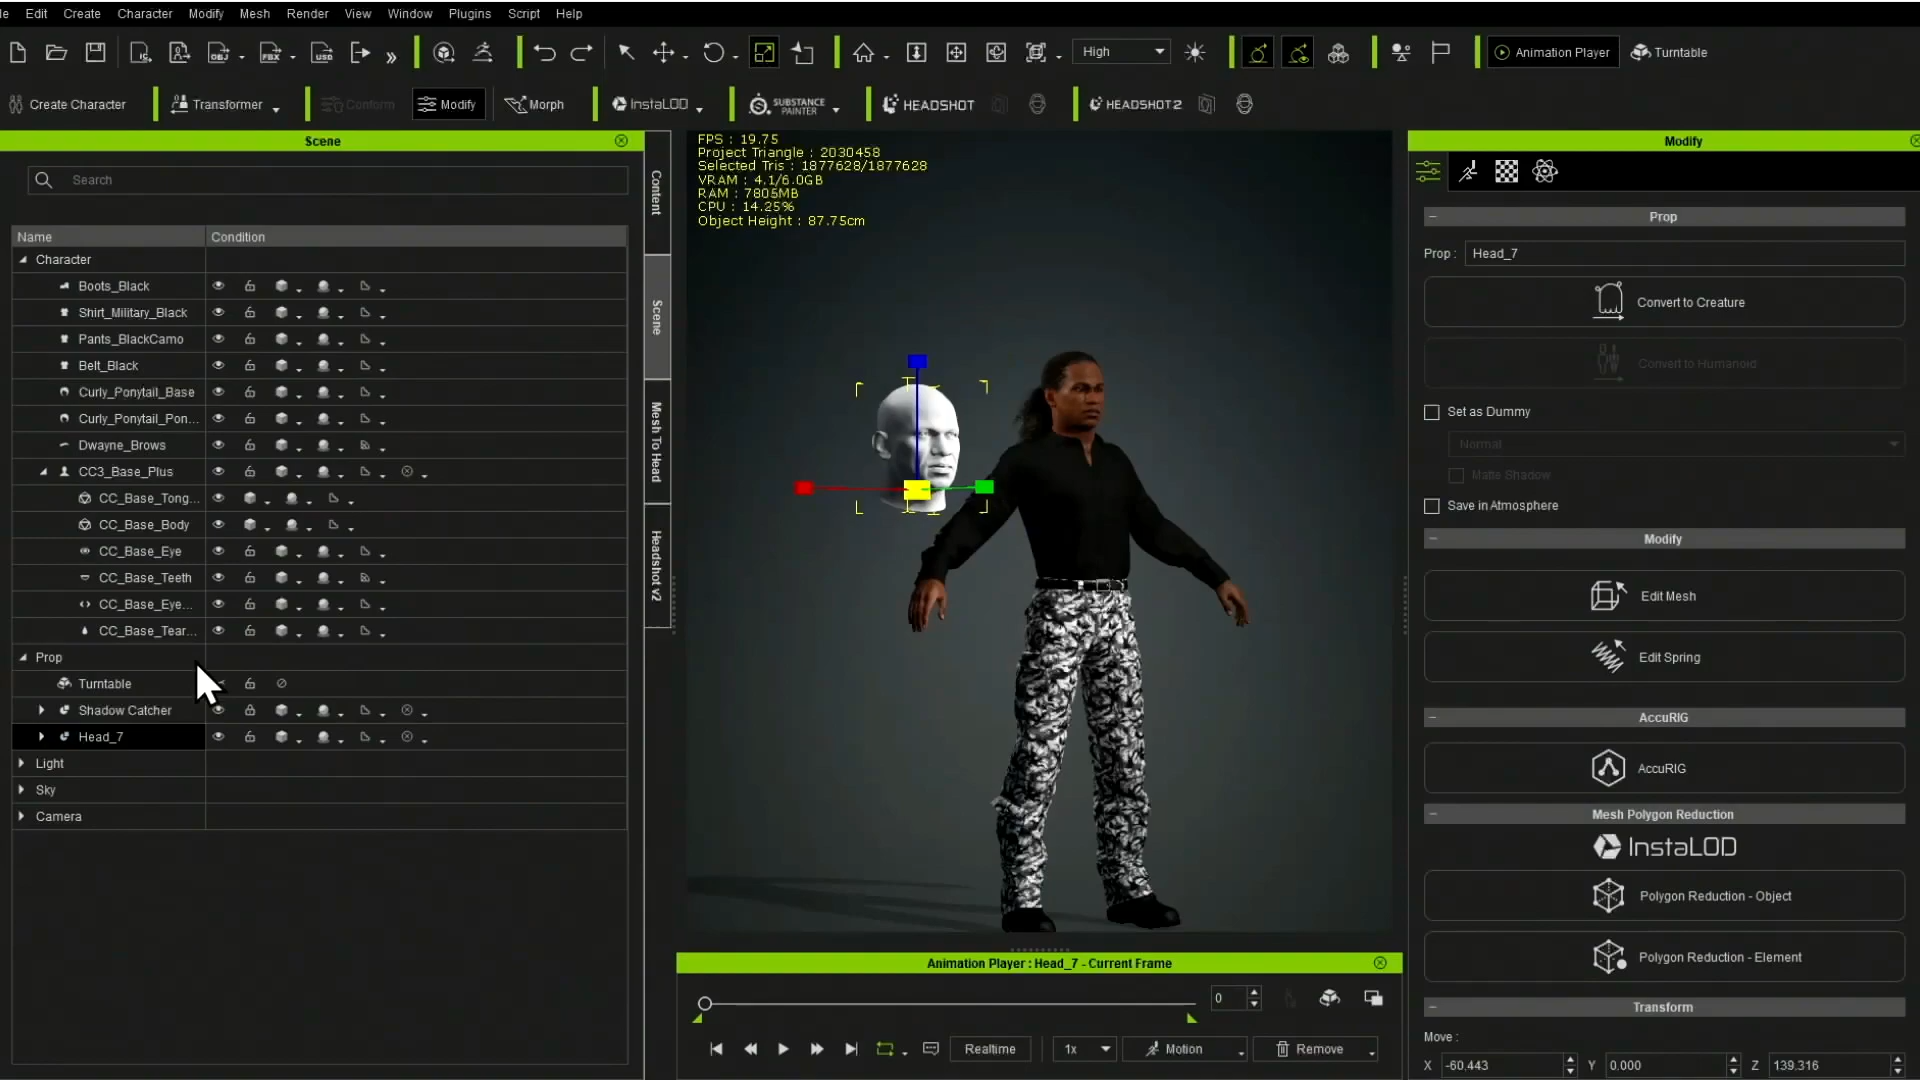 le Edit Create Character Modify Mesh Render View Window Plugins Script Help
High Animation Player Turntable
Create Character Transformer Conform Modify Morph InstaLOD SUBSTANCE PAINTER HEADSHOT HEADSHOT 2
Scene
Search
Name Condition
Character
Boots_Black
Shirt_Military_Black
Pants_BlackCamo
Belt_Black
Curly_Ponytail_Base
Curly_Ponytail_Pon...
Dwayne_Brows
CC3_Base_Plus
CC_Base_Tong...
CC_Base_Body
CC_Base_Eye
CC_Base_Teeth
CC_Base_Eye...
CC_Base_Tear...
Prop
Turntable
Shadow Catcher
Head_7
Light
Sky
Camera
Content
Scene
Mesh To Head
Headshot v2
FPS : 19.75
Project Triangle : 2030458
Selected Tris : 1877628/1877628
VRAM : 4.1/6.0GB
RAM : 7805MB
CPU : 14.25%
Object Height : 87.75cm
Animation Player : Head_7 - Current Frame
0
Realtime 1x Motion Remove
Modify
Prop
Prop : Head_7
Convert to Creature
Convert to Humanoid
Set as Dummy
Normal
Matte Shadow
Save in Atmosphere
Modify
Edit Mesh
Edit Spring
AccuRIG
AccuRIG
Mesh Polygon Reduction
InstaLOD
Polygon Reduction - Object
Polygon Reduction - Element
Transform
Move :
X -60.443 Y 0.000 Z 139.316